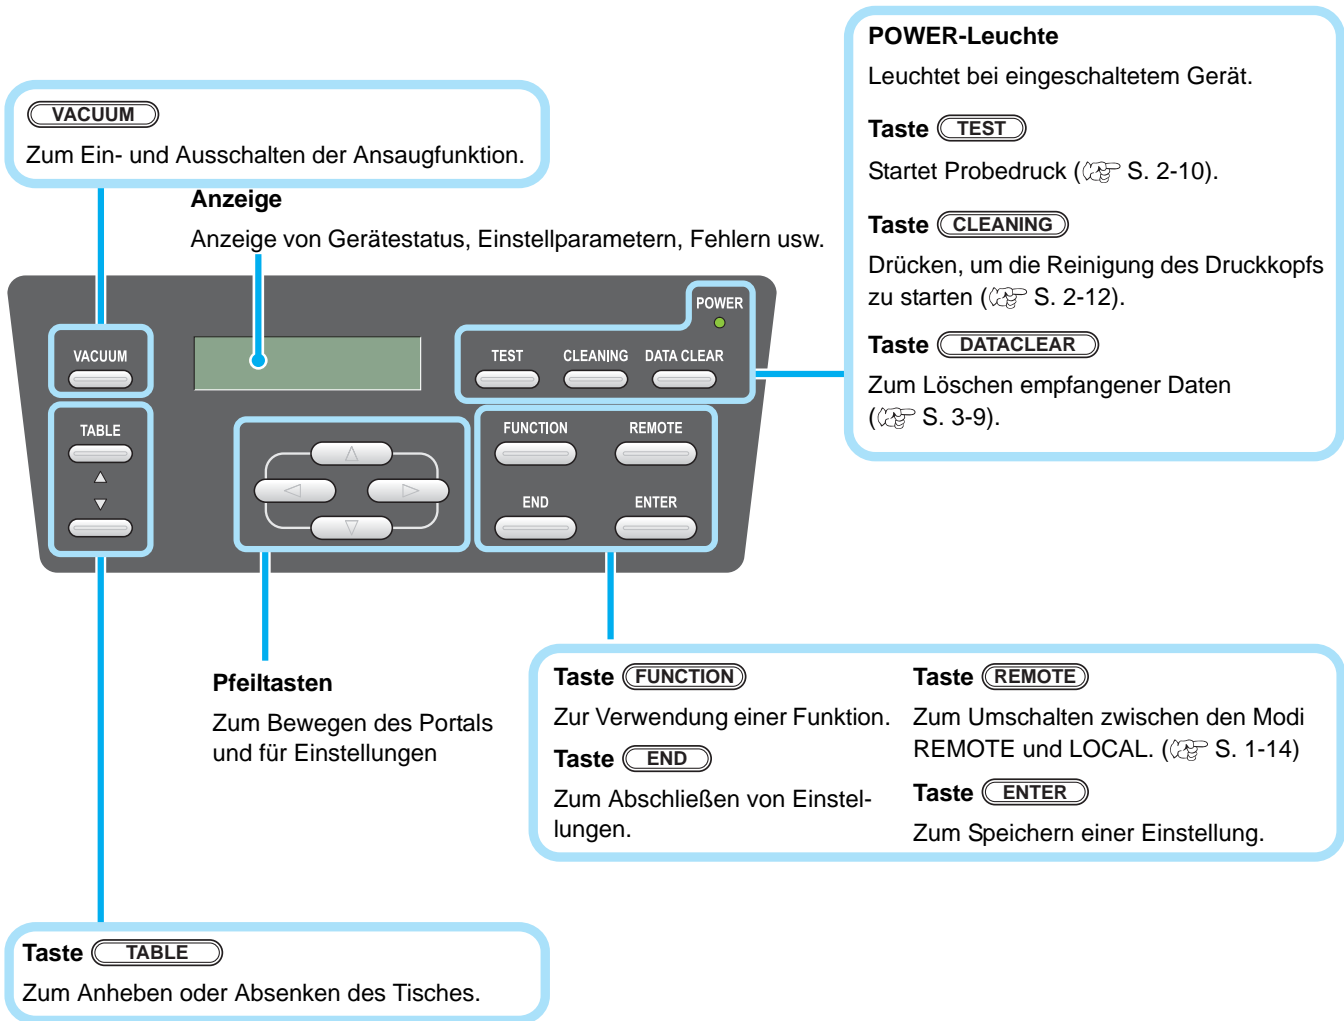 POWER-Leuchte
Leuchtet bei eingeschaltetem Gerät.
Taste TEST
Startet Probedruck ( S. 2-10).
Taste CLEANING
Drücken, um die Reinigung des Druckkopfs
zu starten ( S. 2-12).
Taste DATACLEAR
Zum Löschen empfangener Daten
( S. 3-9).
VACUUM
Zum Ein- und Ausschalten der Ansaugfunktion.
Anzeige
Anzeige von Gerätestatus, Einstellparametern, Fehlern usw.
POWER
VACUUM
TEST CLEANING DATA CLEAR
TABLE
FUNCTION REMOTE
END ENTER
Pfeiltasten
Zum Bewegen des Portals
und für Einstellungen
Taste FUNCTION
Zur Verwendung einer Funktion.
Taste END
Zum Abschließen von Einstel-
lungen.
Taste REMOTE
Zum Umschalten zwischen den Modi
REMOTE und LOCAL. ( S. 1-14)
Taste ENTER
Zum Speichern einer Einstellung.
Taste TABLE
Zum Anheben oder Absenken des Tisches.